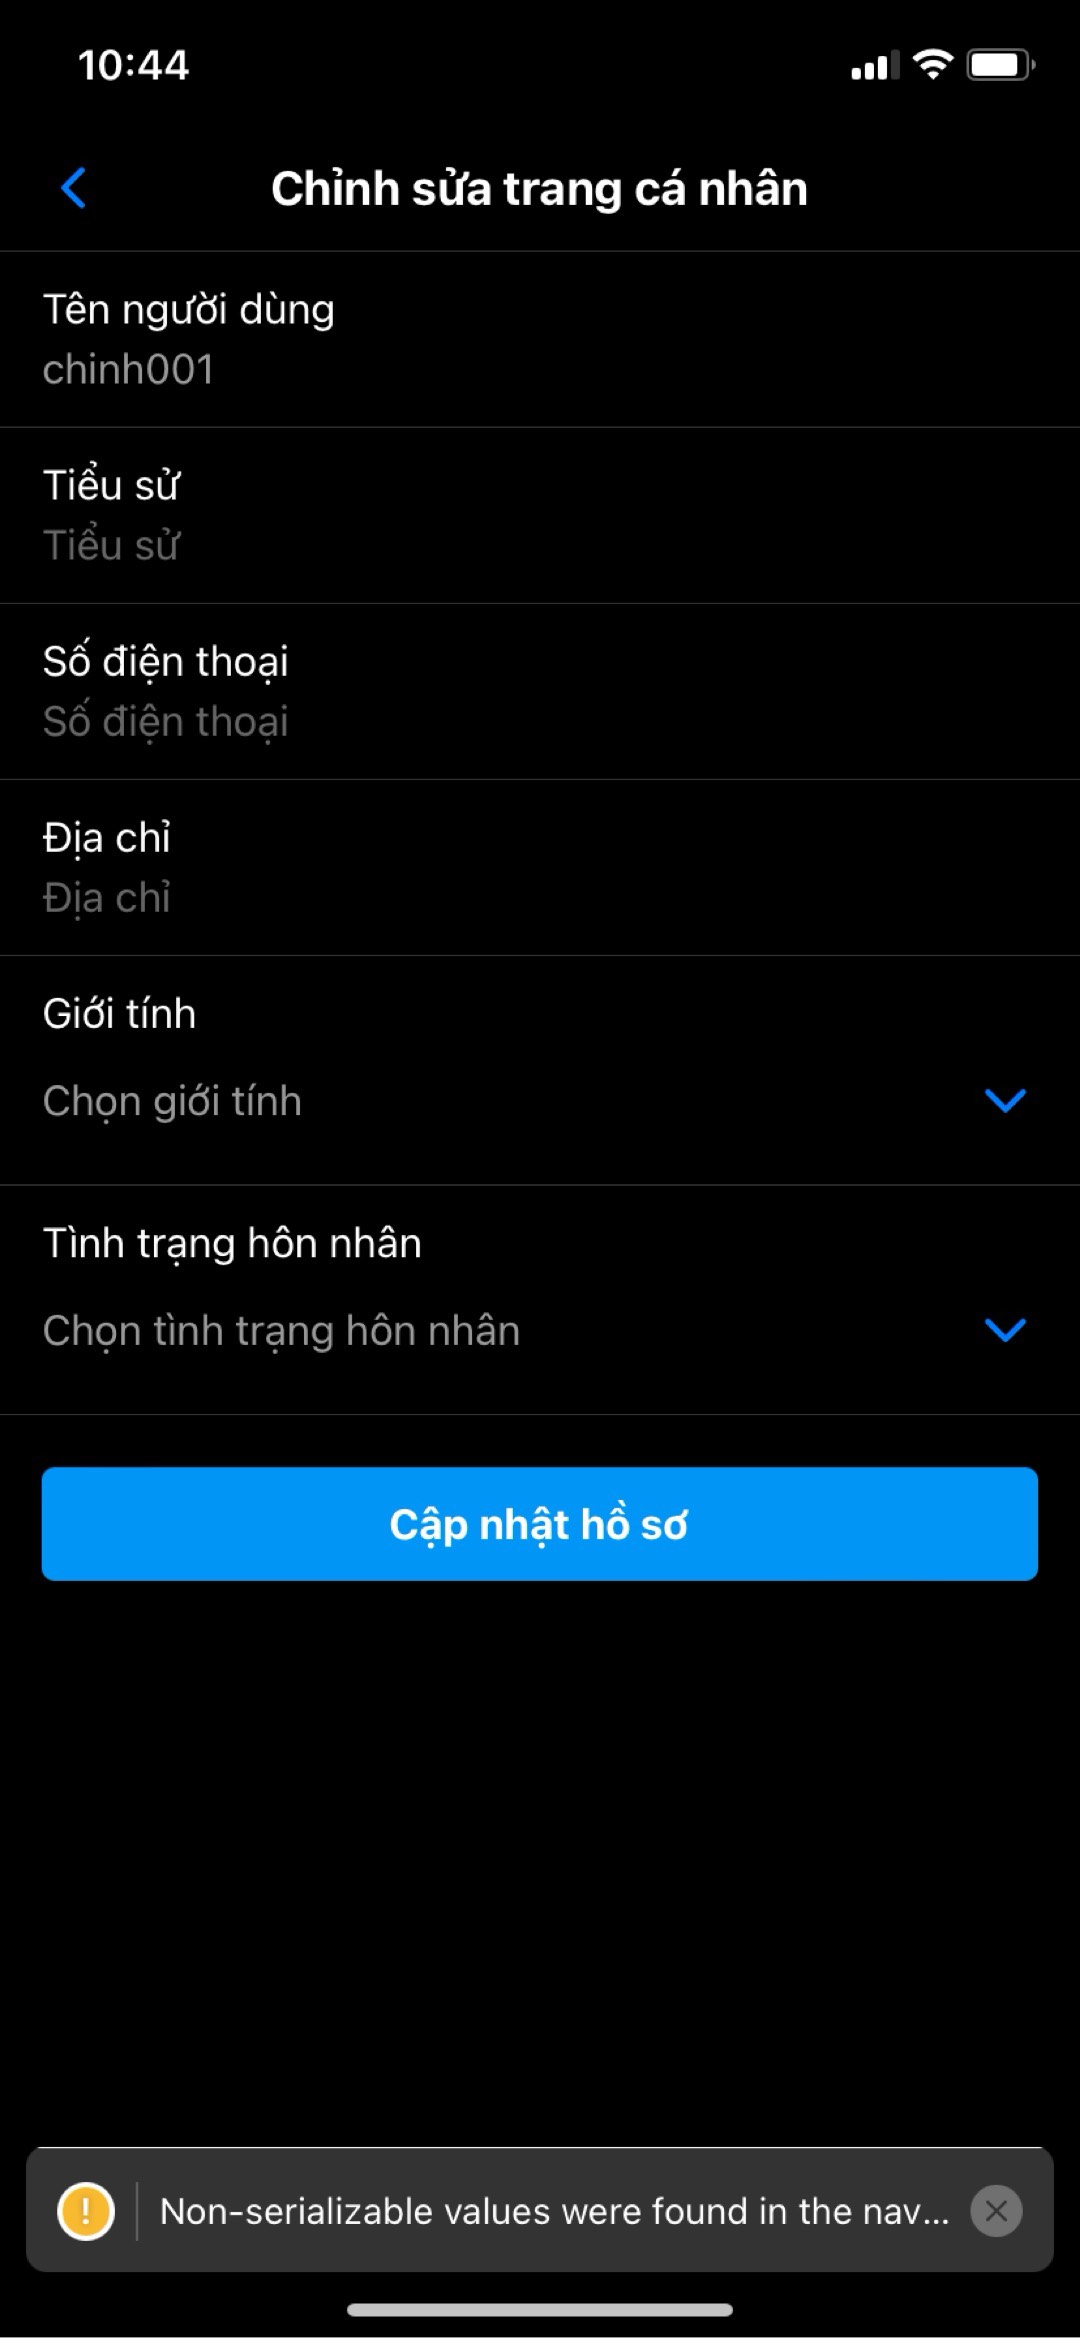 10:44
Chỉnh sửa trang cá nhân
Tên người dùng
chinh001
Tiểu sử
Tiểu sử
Số điện thoại
Số điện thoại
Địa chỉ
Địa chỉ
Giới tính
Chọn giới tính
Tình trạng hôn nhân
Chọn tình trạng hôn nhân
Cập nhật hồ sơ
Non-serializable values were found in the nav...